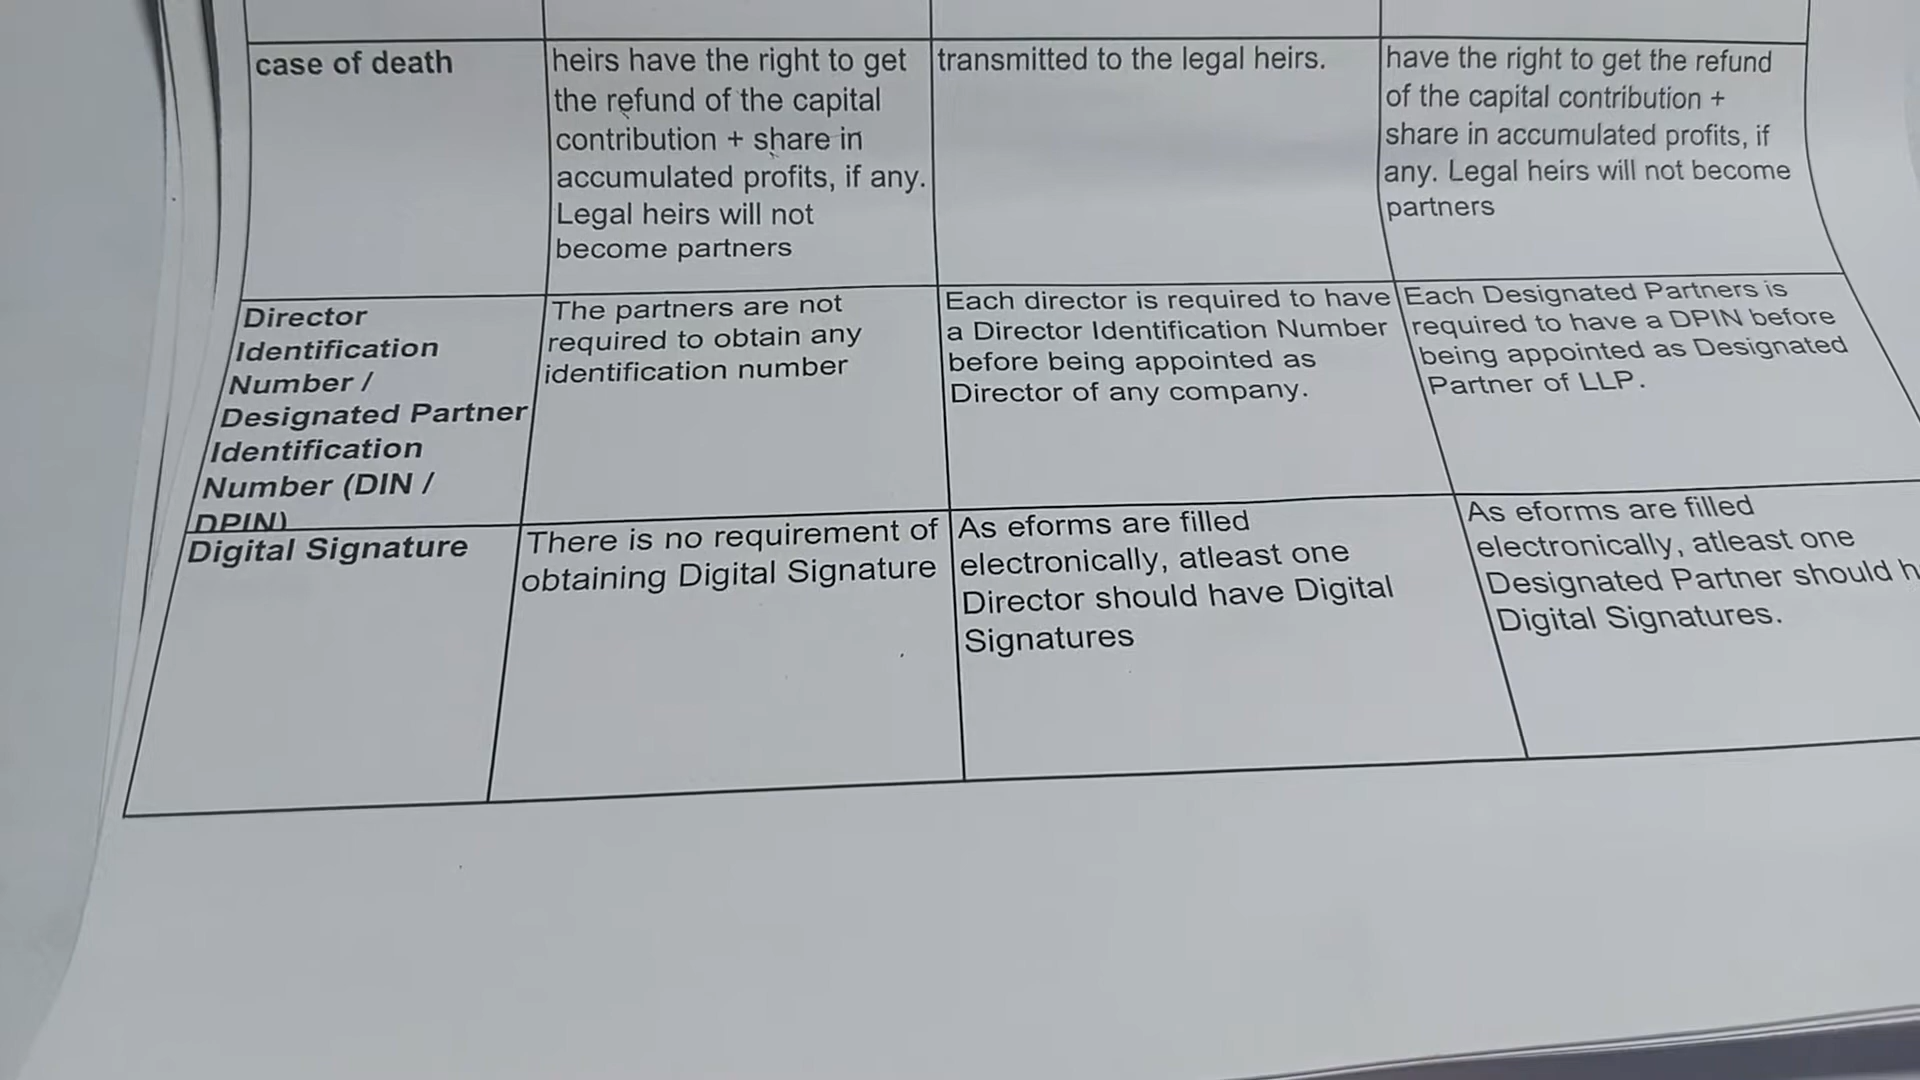 case of death
heirs have the right to get
the refund of the capital
contribution + share in
accumulated profits, if any.
Legal heirs will not
become partners
transmitted to the legal heirs.
have the right to get the refund
of the capital contribution +
share in accumulated profits, if
any. Legal heirs will not become
partners
Director
Identification
Number /
Designated Partner
Identification
Number (DIN /
DPIN)
The partners are not
required to obtain any
identification number
Each director is required to have
a Director Identification Number
before being appointed as
Director of any company.
Each Designated Partners is
required to have a DPIN before
being appointed as Designated
Partner of LLP.
Digital Signature
There is no requirement of
obtaining Digital Signature
As eforms are filled
electronically, atleast one
Director should have Digital
Signatures
As eforms are filled
electronically, atleast one
Designated Partner should
Digital Signatures.